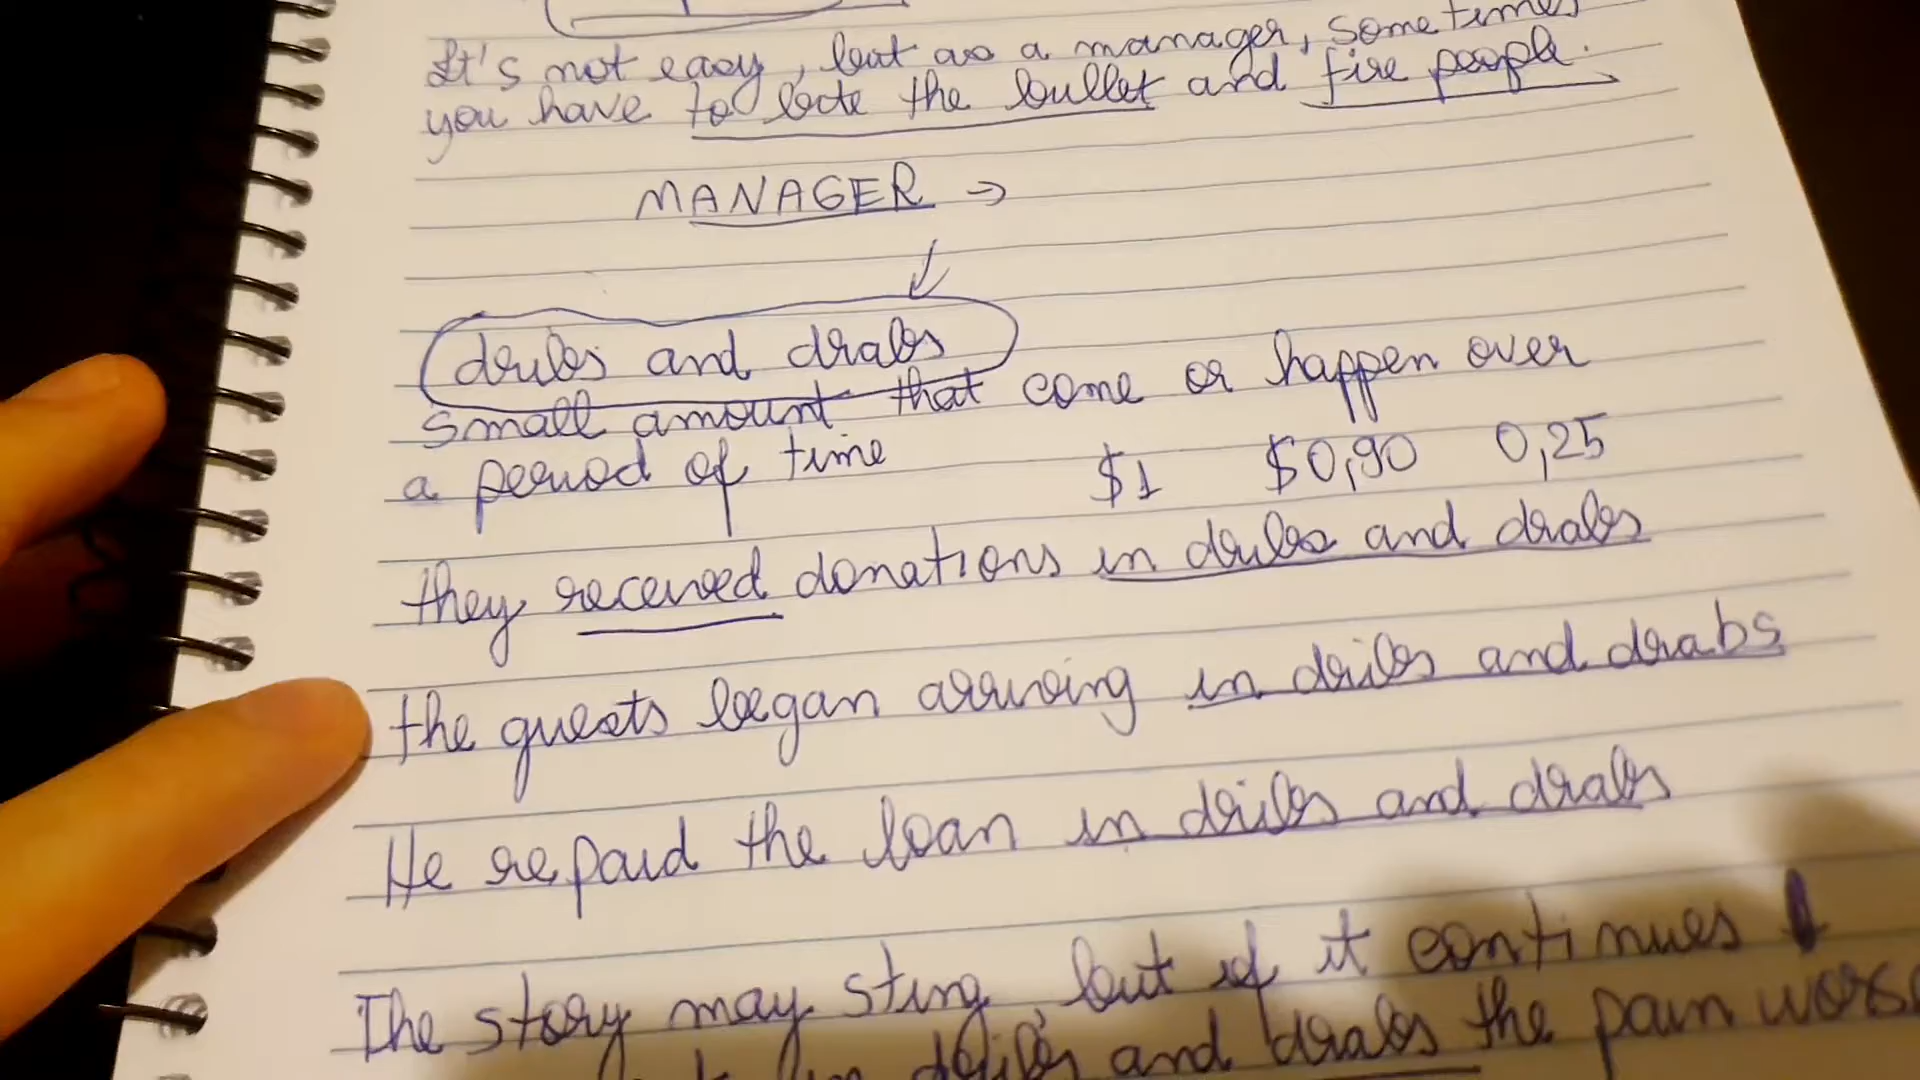 It's not easy, but as a manager, sometimes
you have to bite the bullet and fire people.
MANAGER →
dribs and drabs
small amount that come or happen over
a period of time $1 $0,90 0,25
they received donations in dribs and drabs
the guests began arriving in dribs and drabs
He repaid the loan in dribs and drabs
The story may sting, but if it continues
in dribs and drabs the pain worse